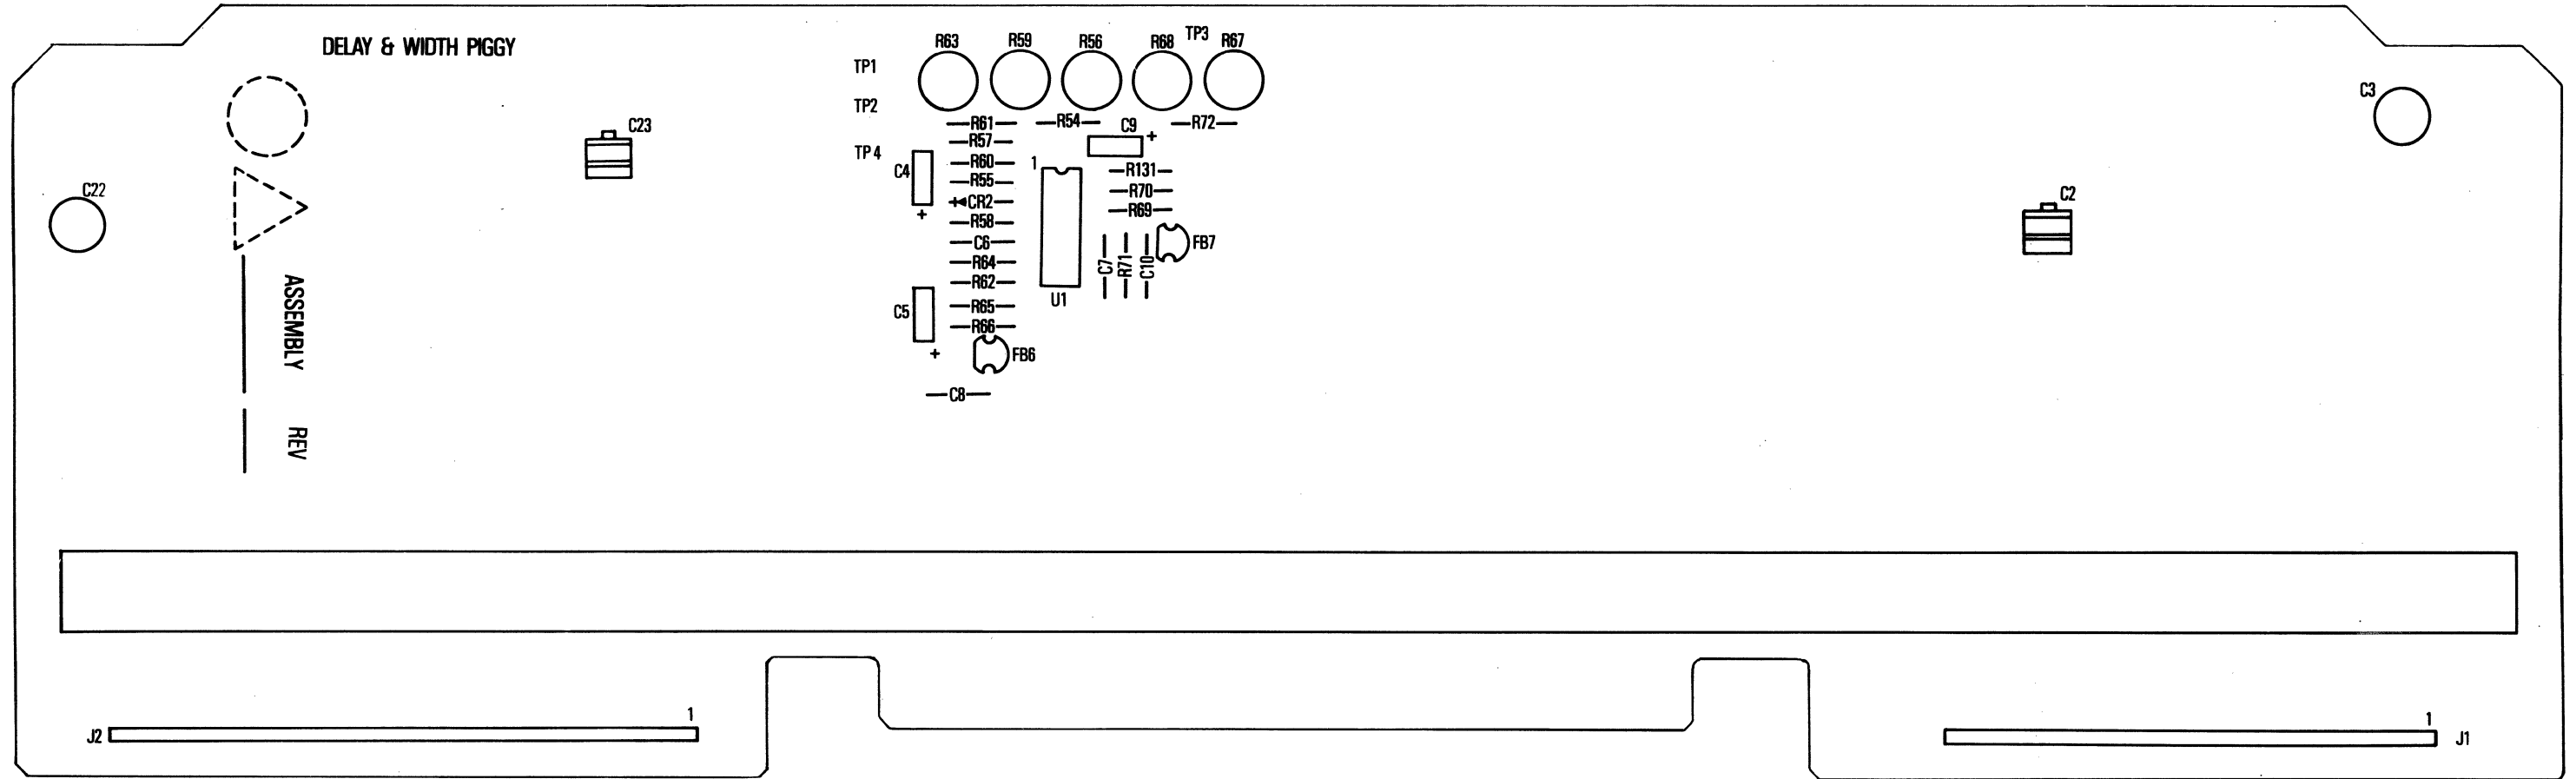 DELAY & WIDTH PIGGY
R63
R59
R56
R68
TP3
R67
TP1
TP2
TP 4
C3
C23
C22
C2
R61
R54
C9
+
R72
R57
R60
R55
CR2
+
R58
C6
R64
R62
R65
R66
C4
+
C5
+
FB6
C8
1
U1
R131
R70
R69
C7
R71
C10
FB7
ASSEMBLY
REV
J2
1
1
J1